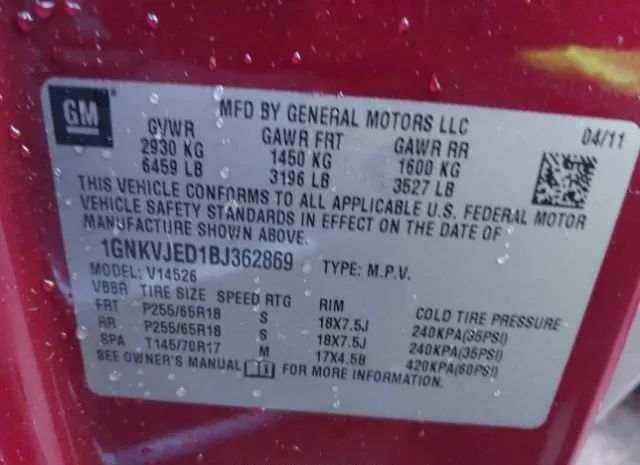 GM
MFD BY GENERAL MOTORS LLC
04/11
GVWR GAWR FRT GAWR RR
2930 KG 1450 KG 1600 KG
6459 LB 3196 LB 3527 LB
THIS VEHICLE CONFORMS TO ALL APPLICABLE U.S. FEDERAL MOTOR
VEHICLE SAFETY STANDARDS IN EFFECT ON THE DATE OF
MANUFACTURE SHOWN ABOVE.
1GNKVJED1BJ362869 TYPE: M.P.V.
MODEL: V14526
VBBR TIRE SIZE SPEED RTG RIM COLD TIRE PRESSURE
FRT P255/65R18 S 18X7.5J 240KPA(35PSI)
RR P255/65R18 S 18X7.5J 240KPA(35PSI)
SPA T145/70R17 M 17X4.5B 420KPA(60PSI)
SEE OWNER'S MANUAL FOR MORE INFORMATION.